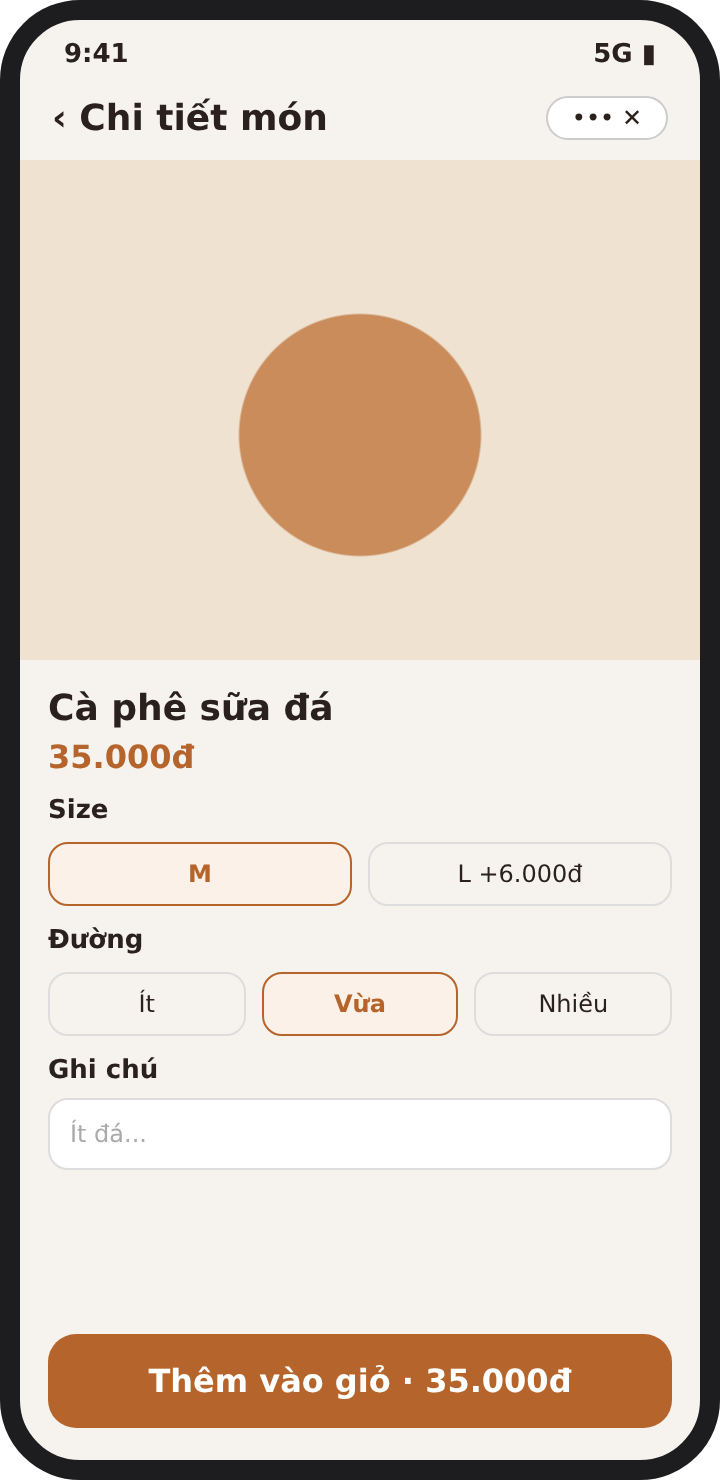 9:41 5G
‹ Chi tiết món ••• ✕
Cà phê sữa đá
35.000đ
Size
M L +6.000đ
Đường
Ít Vừa Nhiều
Ghi chú
Ít đá...
Thêm vào giỏ · 35.000đ